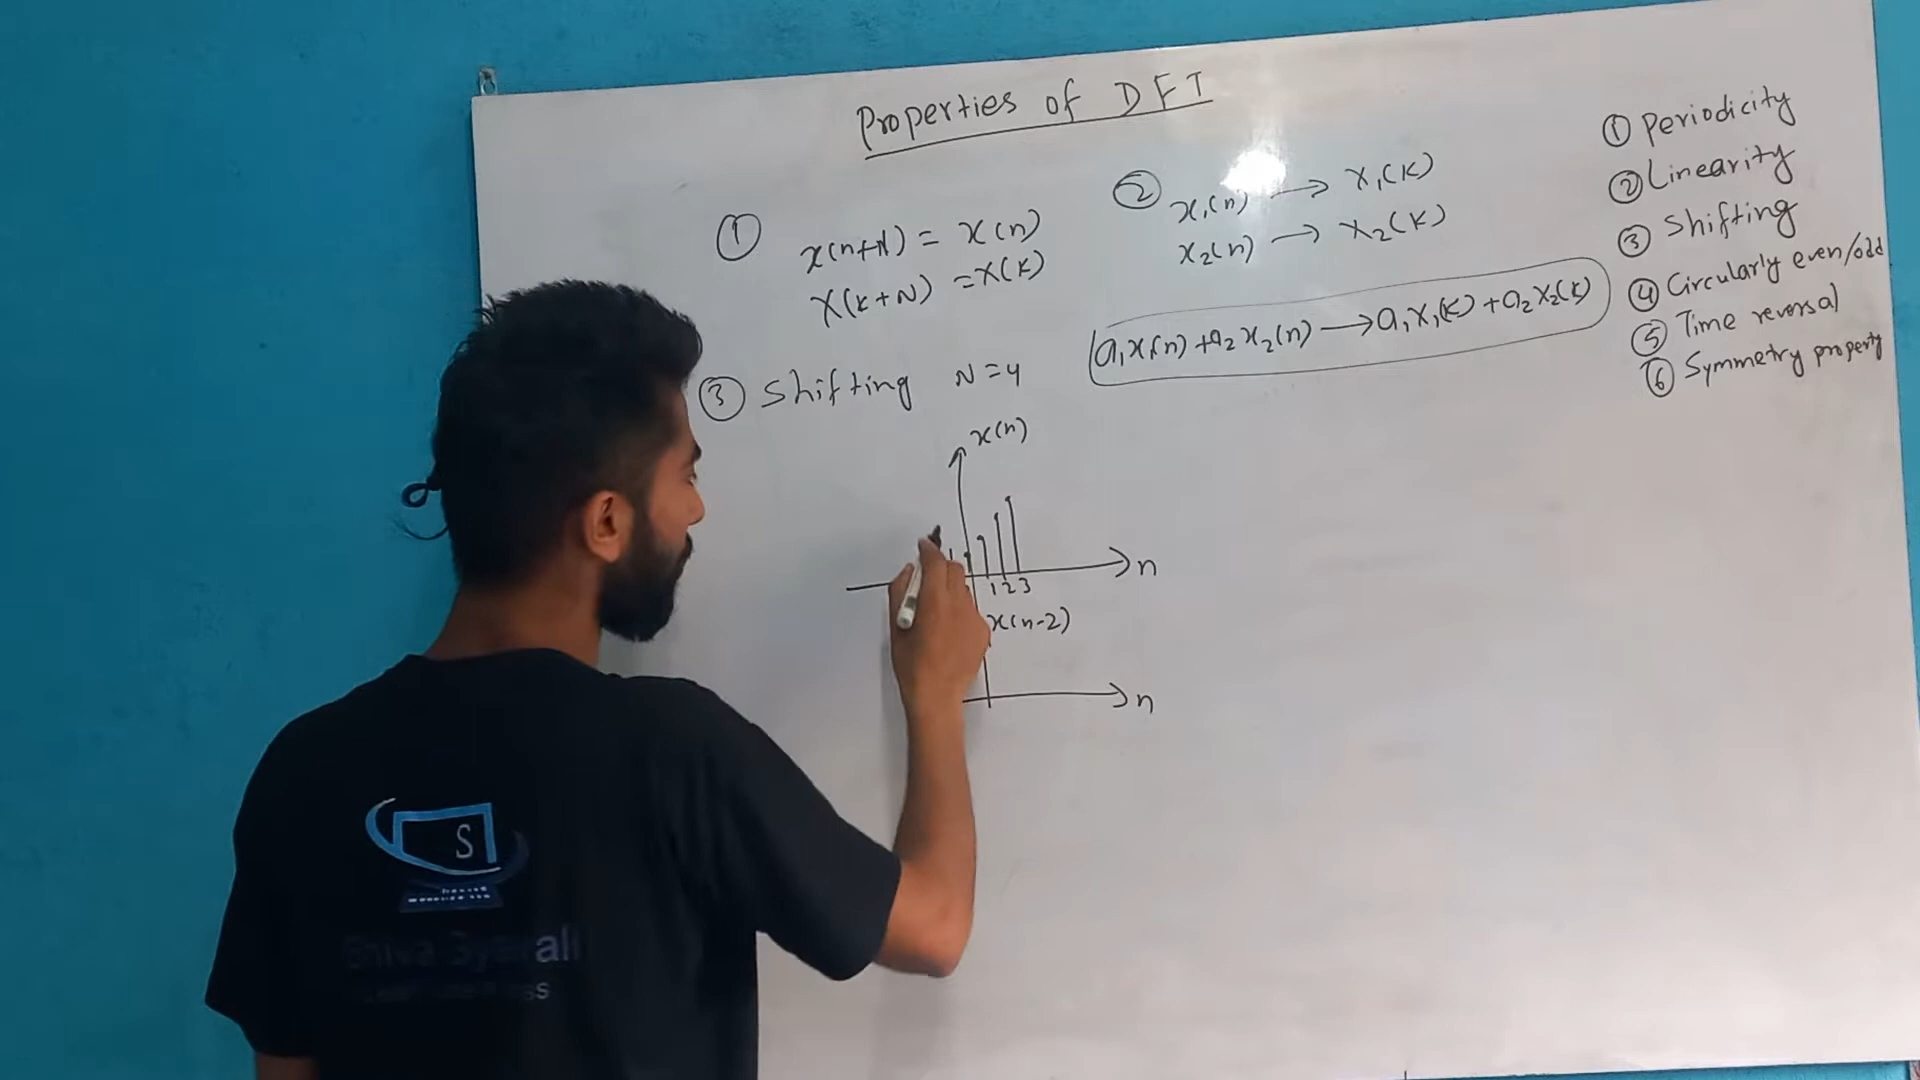 Properties of DFT
①
x(n+N) = x(n)
X(K+N) = X(K)
② x₁(n) → X₁(K)
x₂(n) → X₂(K)
a₁x₁(n) + a₂x₂(n) → a₁X₁(K) + a₂X₂(K)
③ Shifting N = 4
x(n)
n
1 2 3
x(n-2)
n
① Periodicity
② Linearity
③ Shifting
④ Circularly even/odd
⑤ Time reversal
⑥ Symmetry property
S